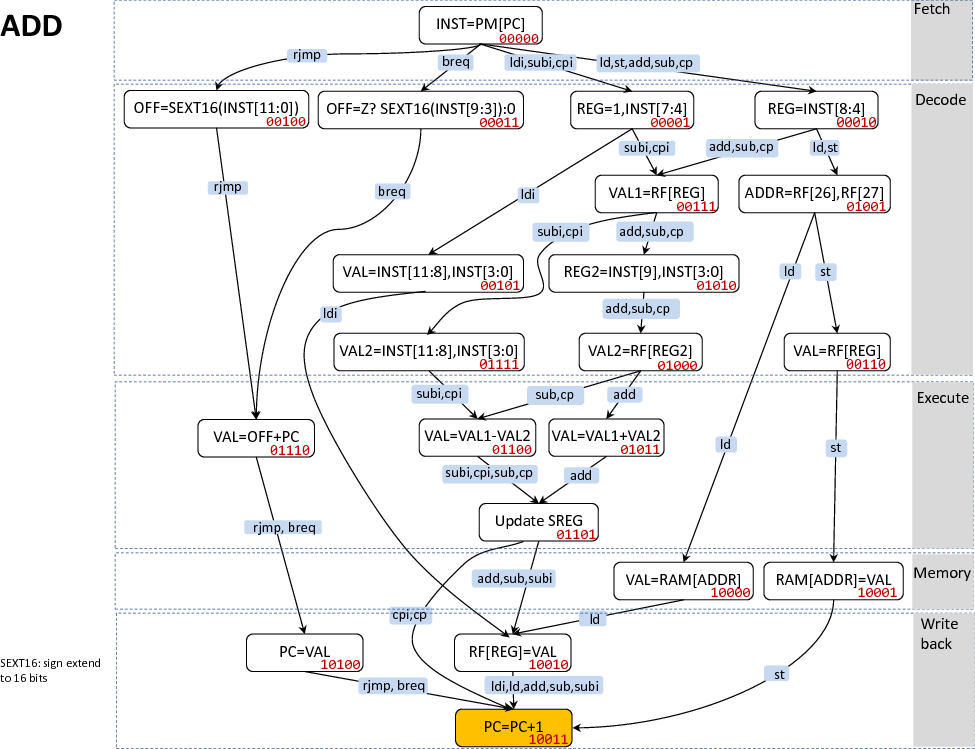 ADD
Fetch
INST=PM[PC]
00000
rjmp
breq
ldi,subi,cpi
ld,st,add,sub,cp
Decode
OFF=SEXT16(INST[11:0])
00100
OFF=Z? SEXT16(INST[9:3]):0
00011
REG=1,INST[7:4]
00001
REG=INST[8:4]
00010
subi,cpi
add,sub,cp
ld,st
rjmp
breq
ldi
VAL1=RF[REG]
00111
ADDR=RF[26],RF[27]
01001
subi,cpi
add,sub,cp
VAL=INST[11:8],INST[3:0]
00101
REG2=INST[9],INST[3:0]
01010
ld
st
ldi
add,sub,cp
VAL2=INST[11:8],INST[3:0]
01111
VAL2=RF[REG2]
01000
VAL=RF[REG]
00110
Execute
subi,cpi
sub,cp
add
VAL=OFF+PC
01110
VAL=VAL1-VAL2
01100
VAL=VAL1+VAL2
01011
ld
st
subi,cpi,sub,cp
add
Update SREG
01101
rjmp, breq
Memory
add,sub,subi
VAL=RAM[ADDR]
10000
RAM[ADDR]=VAL
10001
cpi,cp
ld
Write
back
PC=VAL
10100
RF[REG]=VAL
10010
SEXT16: sign extend
to 16 bits
rjmp, breq
ldi,ld,add,sub,subi
st
PC=PC+1
10011